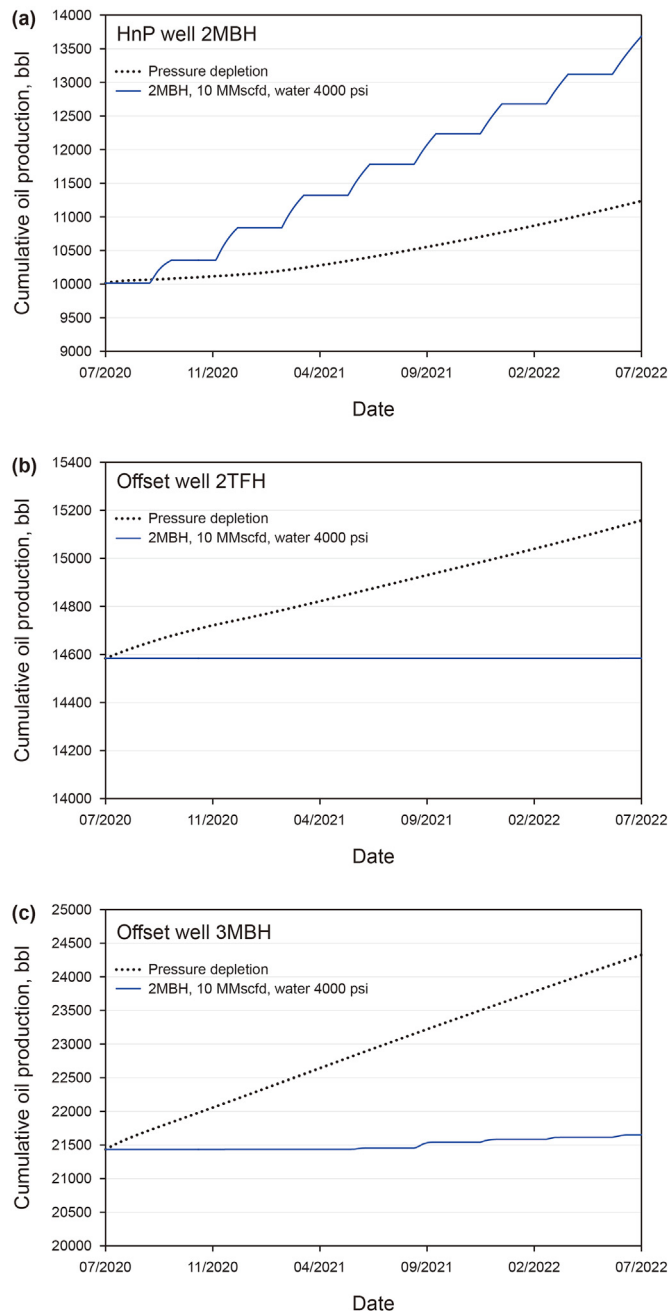 (a)
14000
HnP well 2MBH
13500
Pressure depletion
13000
2MBH, 10 MMscfd, water 4000 psi
12500
12000
11500
11000
10500
10000
9500
9000
Cumulative oil production, bbl
07/2020 11/2020 04/2021 09/2021 02/2022 07/2022
Date
(b)
15400
Offset well 2TFH
15200
Pressure depletion
2MBH, 10 MMscfd, water 4000 psi
15000
14800
14600
14400
14200
14000
Cumulative oil production, bbl
07/2020 11/2020 04/2021 09/2021 02/2022 07/2022
Date
(c)
25000
Offset well 3MBH
24500
Pressure depletion
24000
2MBH, 10 MMscfd, water 4000 psi
23500
23000
22500
22000
21500
21000
20500
20000
Cumulative oil production, bbl
07/2020 11/2020 04/2021 09/2021 02/2022 07/2022
Date